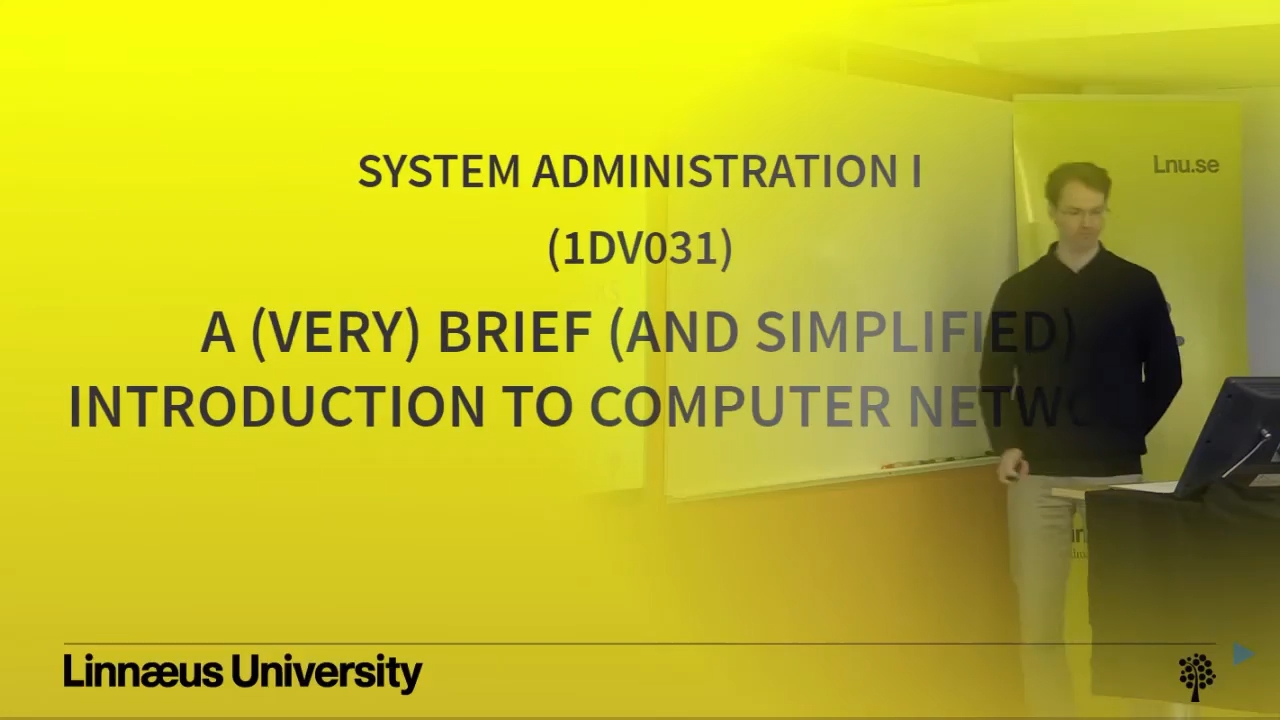 SYSTEM ADMINISTRATION I
(1DV031)
A (VERY) BRIEF (AND SIMPLIFIED)
INTRODUCTION TO COMPUTER
Lnu.se
Linnæus University